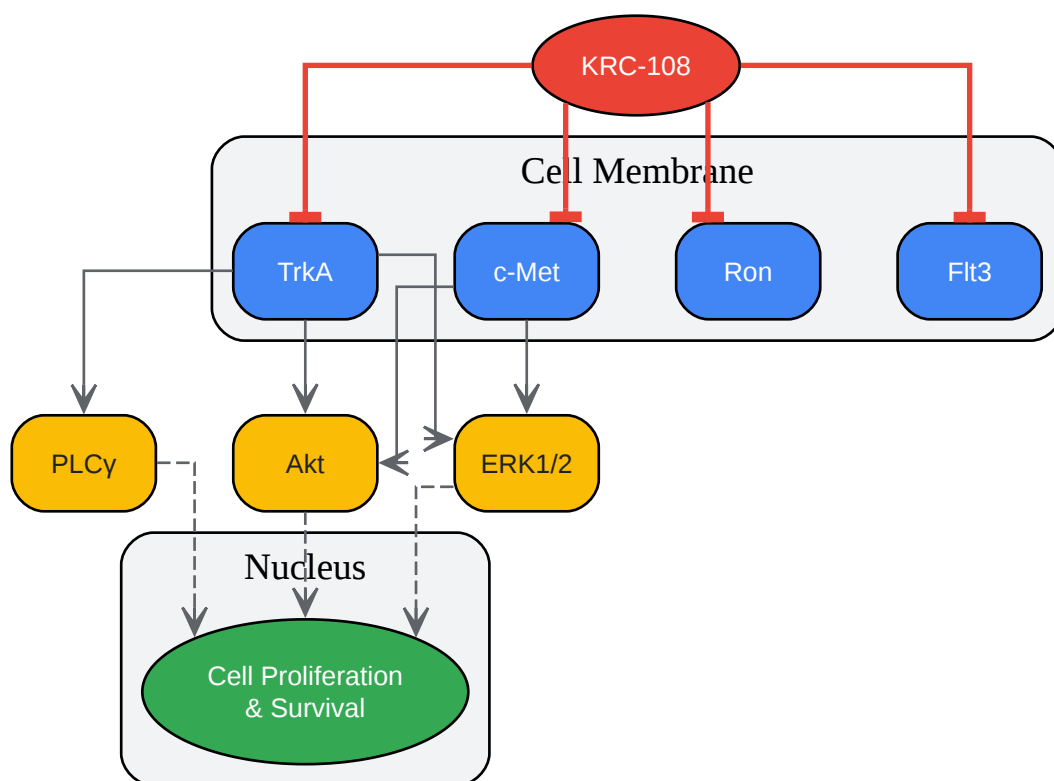 KRC-108
Cell Membrane
TrkA
c-Met
Ron
Flt3
PLCγ
Akt
ERK1/2
Nucleus
Cell Proliferation
& Survival